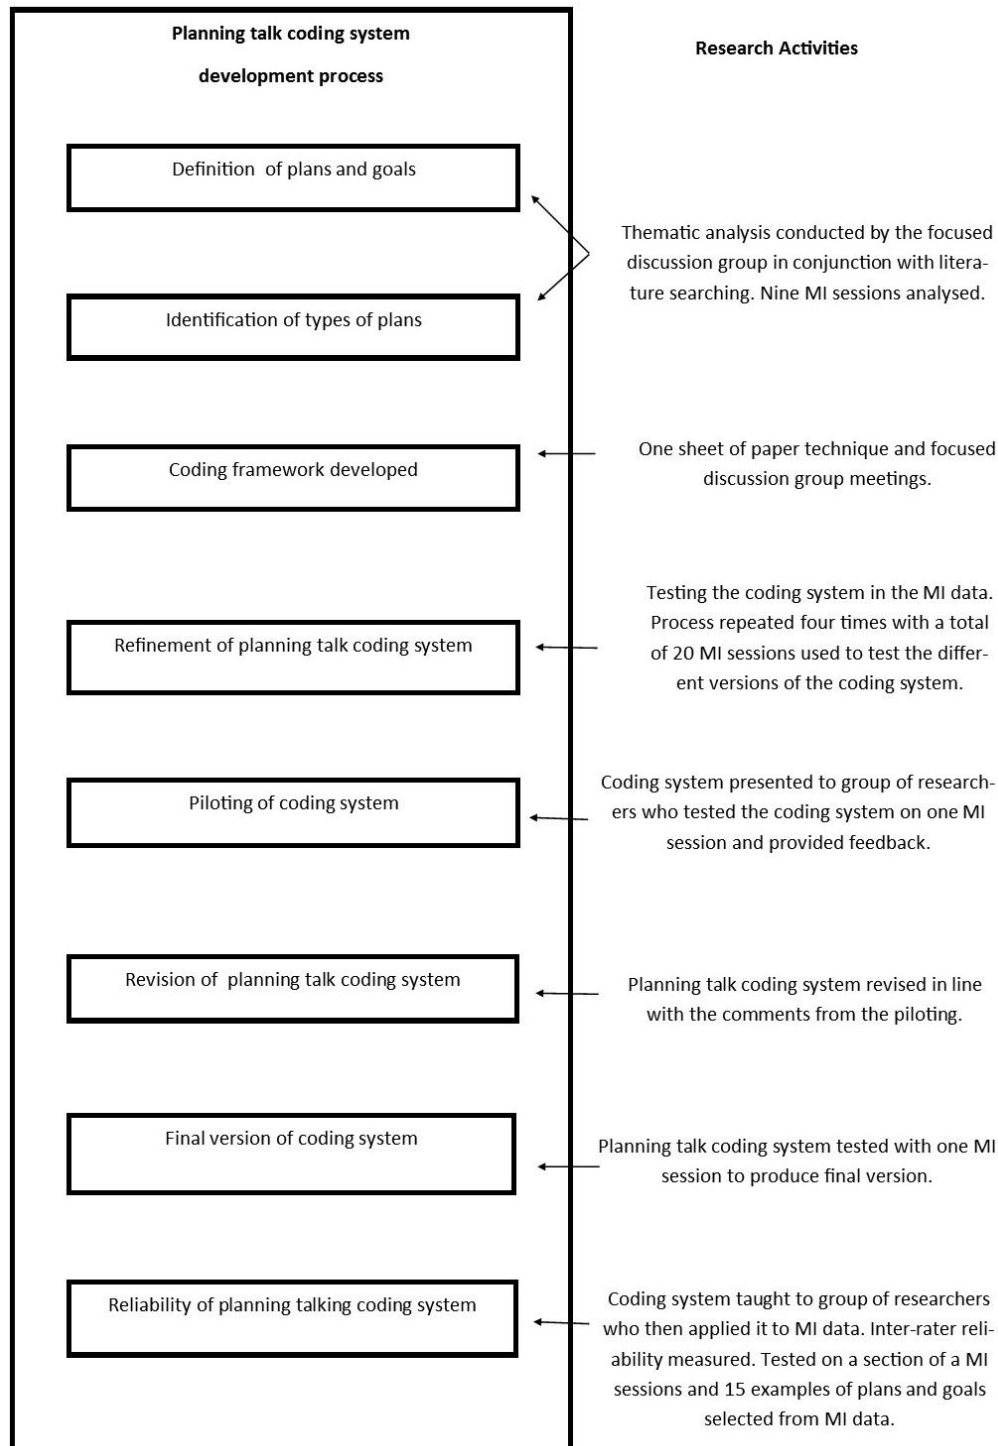 Planning talk coding system
development process
Research Activities
Definition  of plans and goals
Thematic analysis conducted by the focused
discussion group in conjunction with litera-
ture searching. Nine MI sessions analysed.
Identification of types of plans
Coding framework developed
One sheet of paper technique and focused
discussion group meetings.
Refinement of planning talk coding system
Testing the coding system in the MI data.
Process repeated four times with a total
of 20 MI sessions used to test the differ-
ent versions of the coding system.
Piloting of coding system
Coding system presented to group of research-
ers who tested the coding system on one MI
session and provided feedback.
Revision of  planning talk coding system
Planning talk coding system revised in line
with the comments from the piloting.
Final version of coding system
Planning talk coding system tested with one MI
session to produce final version.
Reliability of planning talking coding system
Coding system taught to group of researchers
who then applied it to MI data. Inter-rater reli-
ability measured. Tested on a section of a MI
sessions and 15 examples of plans and goals
selected from MI data.